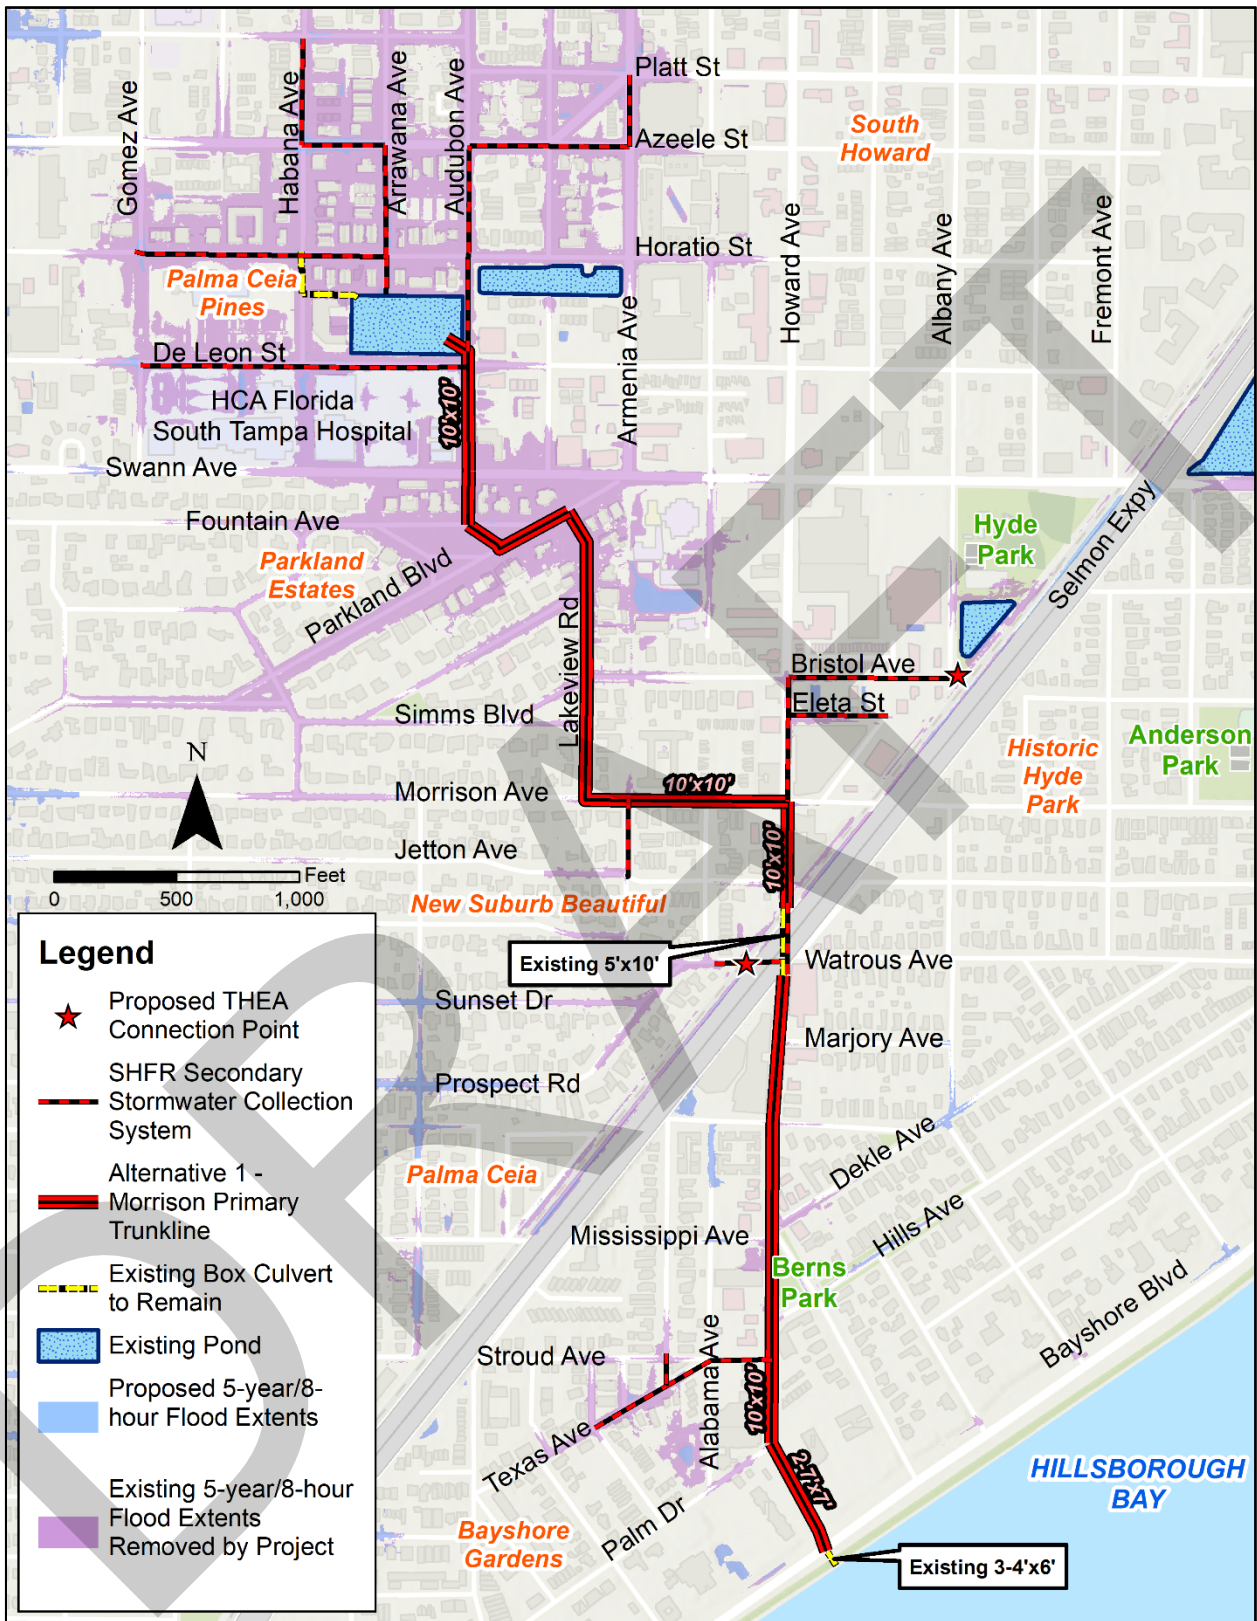 Platt St
Azeele St
South
Howard
Gomez Ave
Habana Ave
Arrawana Ave
Audubon Ave
Horatio St
Howard Ave
Albany Ave
Fremont Ave
Palma Ceia
Pines
Armenia Ave
De Leon St
HCA Florida
South Tampa Hospital
10'x10'
Swann Ave
Fountain Ave
Parkland
Estates
Parkland Blvd
Hyde
Park
Selmon Expy
Lakeview Rd
Bristol Ave
Eleta St
Simms Blvd
Historic
Hyde
Park
Anderson
Park
N
Morrison Ave
10'x10'
10'x10'
Jetton Ave
Feet
0 500 1,000
New Suburb Beautiful
Existing 5'x10'
Watrous Ave
Sunset Dr
Marjory Ave
Prospect Rd
Dekle Ave
Palma Ceia
Hills Ave
Mississippi Ave
Berns
Park
Bayshore Blvd
Stroud Ave
Alabama Ave
10'x10'
Texas Ave
2-7'x7'
Palm Dr
HILLSBOROUGH
BAY
Bayshore
Gardens
Existing 3-4'x6'
Legend
Proposed THEA
Connection Point
SHFR Secondary
Stormwater Collection
System
Alternative 1 -
Morrison Primary
Trunkline
Existing Box Culvert
to Remain
Existing Pond
Proposed 5-year/8-
hour Flood Extents
Existing 5-year/8-hour
Flood Extents
Removed by Project
DRAFT